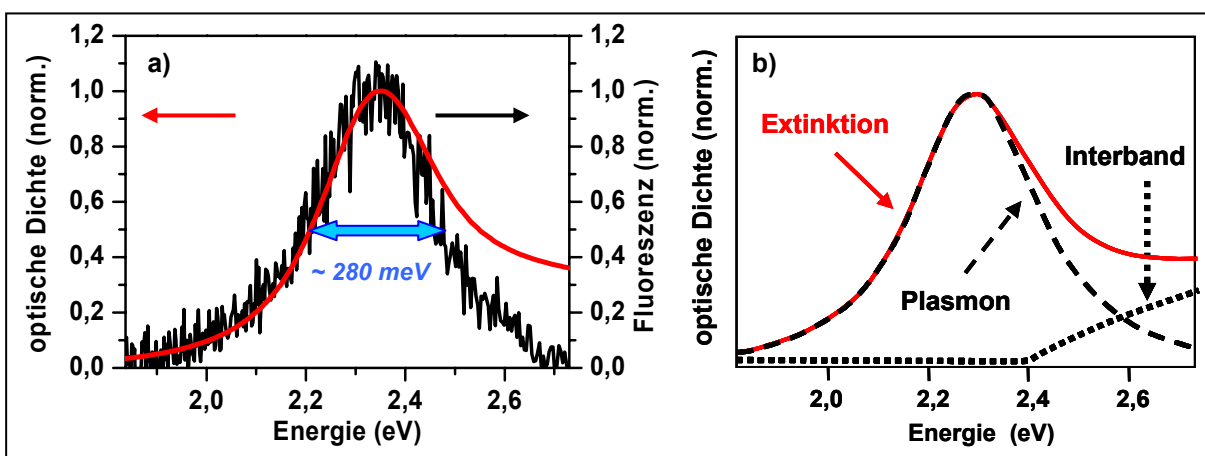 a)
optische Dichte (norm.)
1,2
1,0
0,8
0,6
0,4
0,2
0,0
~ 280 meV
1,2
1,0
0,8
0,6
0,4
0,2
0,0
Fluoreszenz (norm.)
2,0 2,2 2,4 2,6
Energie (eV)
b)
optische Dichte (norm.)
Extinktion
Interband
Plasmon
2,0 2,2 2,4 2,6
Energie (eV)